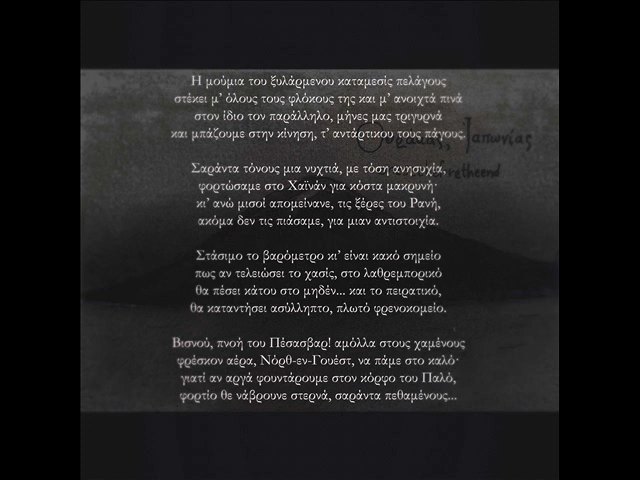 Η μούμια του ξυλάρμενου καταμεσίς πελάγους
στέκει μ’ όλους τους φλόκους της και μ’ ανοιχτά πινά
στον ίδιο τον παράλληλο, μήνες μας τριγυρνά
και μπάζουμε στην κίνηση, τ’ αντάρτικου τους πάγους.
Σαράντα τόνους μια νυχτιά, με τόση ανησυχία,
φορτώσαμε στο Χαϊνάν για κόστα μακρυνή·
κι’ ανώ μισοί απομείνανε, τις ξέρες του Ρανή,
ακόμα δεν τις πιάσαμε, για μιαν αντιστοιχία.
Στάσιμο το βαρόμετρο κι’ είναι κακό σημείο
πως αν τελειώσει το χασίς, στο λαθρεμπορικό
θα πέσει κάτου στο μηδέν... και το πειρατικό,
θα καταντήσει ασύλληπτο, πλωτό φρενοκομείο.
Βισνού, πνοή του Πέσασβαρ! αμόλλα στους χαμένους
φρέσκον αέρα, Νόρθ-εν-Γουέστ, να πάμε στο καλό·
γιατί αν αργά φουντάρουμε στον κόρφο του Παλό,
φορτίο θε νάβρουνε στερνά, σαράντα πεθαμένους...
Ιαπωνίας